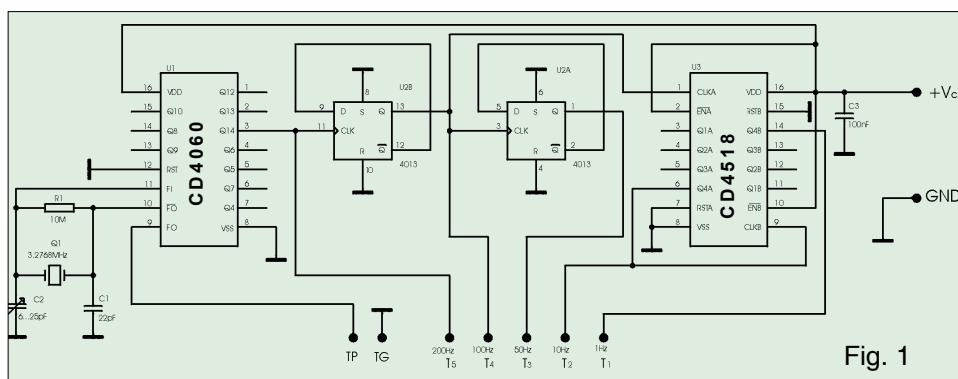 U1
CD4060
16 VDD
15 Q10
14 Q8
13 Q9
12 RST
11 FI
10 FO
9 FO
Q12 1
Q13 2
Q14 3
Q6 4
Q5 5
Q7 6
Q4 7
VSS 8
R1
10M
Q1
3.2768MHz
C2
6...25pF
C1
22pF
U2B
8
9 D S Q 13
11 CLK
R Q 12
4013
10
U2A
6
5 D S Q 1
3 CLK
R Q 2
4013
4
U3
CD4518
1 CLKA
2 ENA
3 Q1A
4 Q2A
5 Q3A
6 Q4A
7 RSTA
8 VSS
VDD 16
RSTB 15
Q4B 14
Q3B 13
Q2B 12
Q1B 11
ENB 10
CLKB 9
C3
100nF
+Vc
GND
TP
TG
200Hz
T5
100Hz
T4
50Hz
T3
10Hz
T2
1Hz
T1
Fig. 1